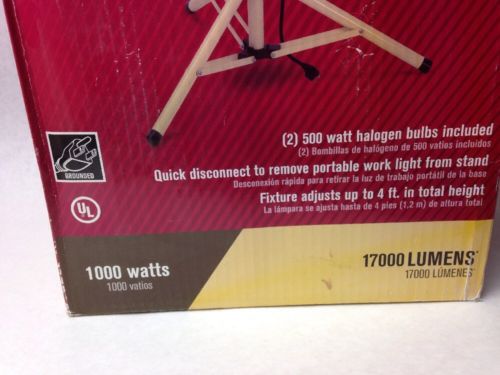 (2) 500 watt halogen bulbs included
(2) Bombillas de halógeno de 500 vatios incluidos
Quick disconnect to remove portable work light from stand
Desconexión rápida para retirar la luz de trabajo portátil de la base
Fixture adjusts up to 4 ft. in total height
La lámpara se ajusta hasta de 4 pies (1,2 m) de altura total
GROUNDED
UL
1000 watts
1000 vatios
17000 LUMENS*
17000 LÚMENES